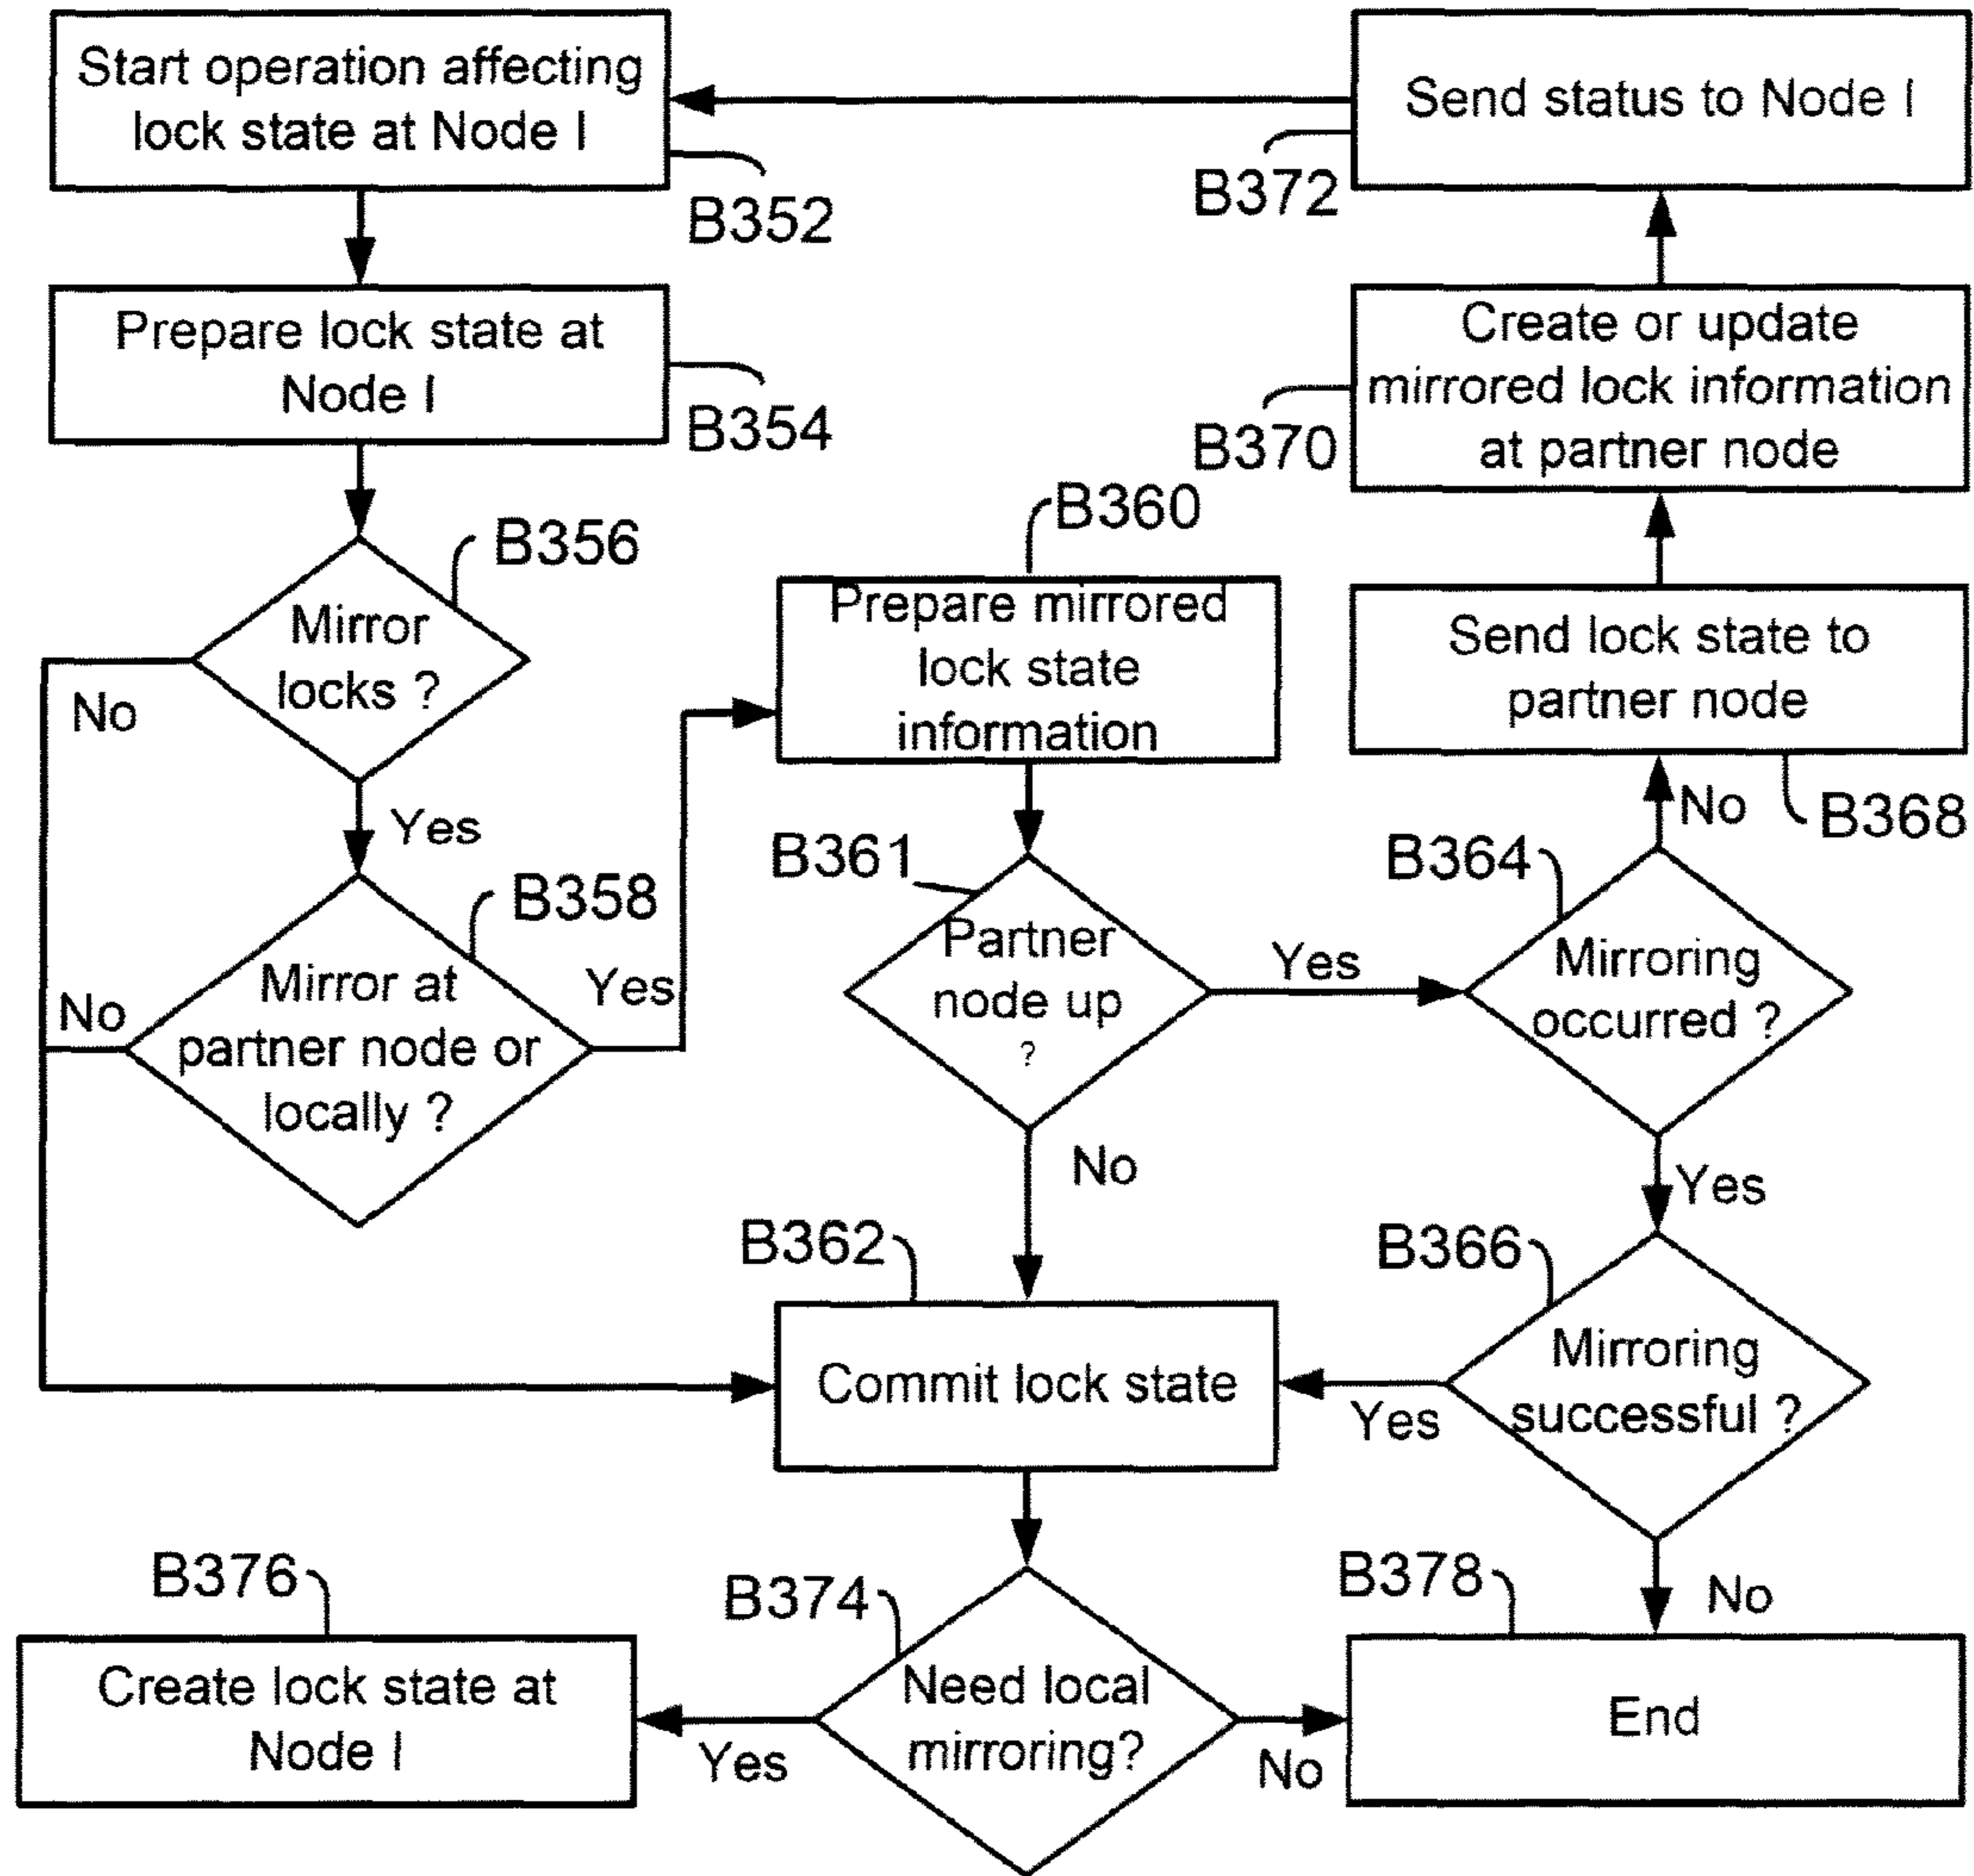 Start operation affecting
lock state at Node I
B352
Send status to Node I
B372
Prepare lock state at
Node I
B354
Create or update
mirrored lock information
at partner node
B370
B356
Mirror
locks ?
No
Yes
B360
Prepare mirrored
lock state
information
Send lock state to
partner node
B368
No
B358
Mirror at
partner node or
locally ?
No
Yes
B361
Partner
node up
?
Yes
No
B364
Mirroring
occurred ?
Yes
B362
Commit lock state
B366
Mirroring
successful ?
Yes
No
B376
Create lock state at
Node I
B374
Need local
mirroring?
Yes
No
B378
End